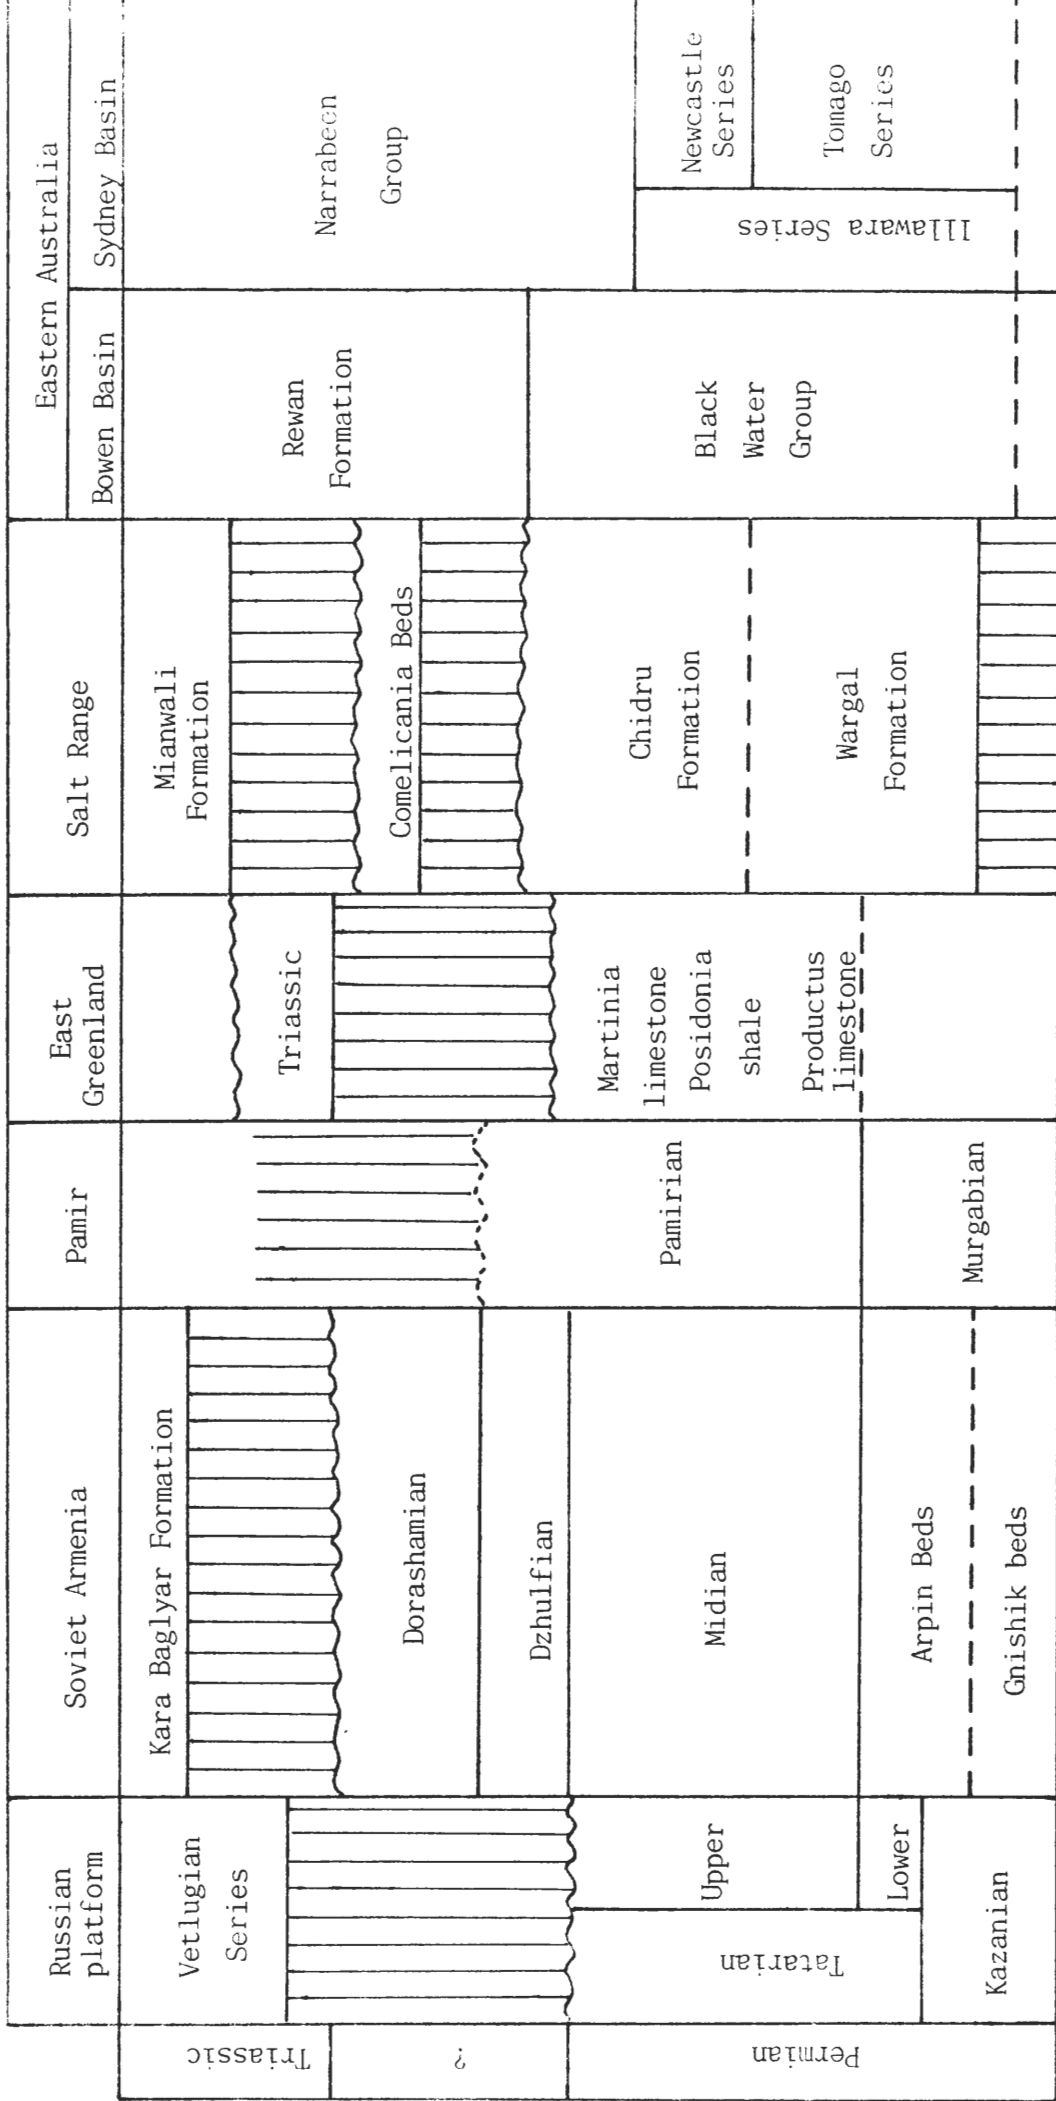 Russian
platform
Soviet Armenia
Pamir
East
Greenland
Salt Range
Eastern Australia
Bowen Basin
Sydney Basin
Triassic
?
Permian
Vetlugian
Series
Tatarian
Upper
Lower
Kazanian
Kara Baglyar Formation
Dorashamian
Dzhulfian
Midian
Arpin Beds
Gnishik beds
Pamirian
Murgabian
Triassic
Martinia
limestone
Posidonia
shale
Productus
limestone
Mianwali
Formation
Comelicania Beds
Chidru
Formation
Wargal
Formation
Rewan
Formation
Black
Water
Group
Narrabeen
Group
Illawara Series
Newcastle
Series
Tomago
Series